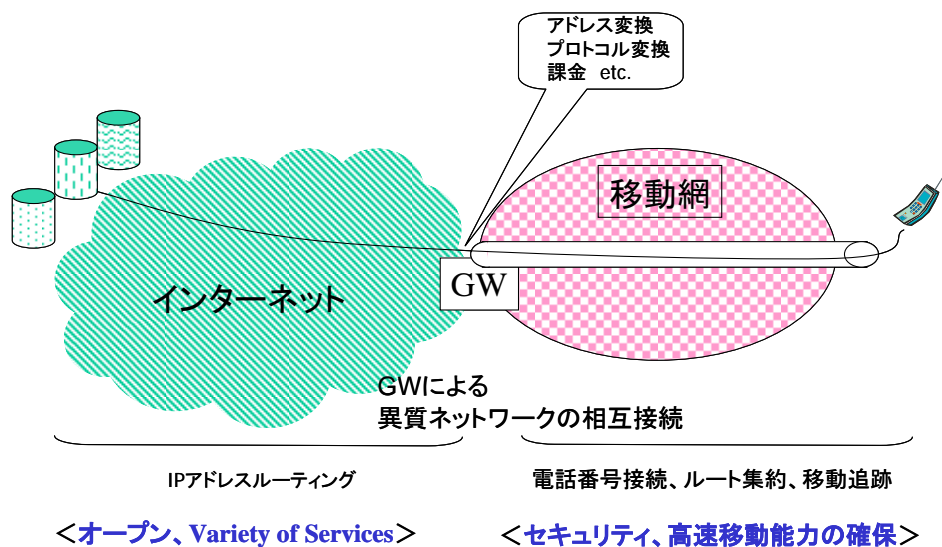 アドレス変換
プロトコル変換
課金 etc.
移動網
インターネット
GW
GWによる
異質ネットワークの相互接続
IPアドレスルーティング
電話番号接続、ルート集約、移動追跡
<オープン、Variety of Services>
<セキュリティ、高速移動能力の確保>